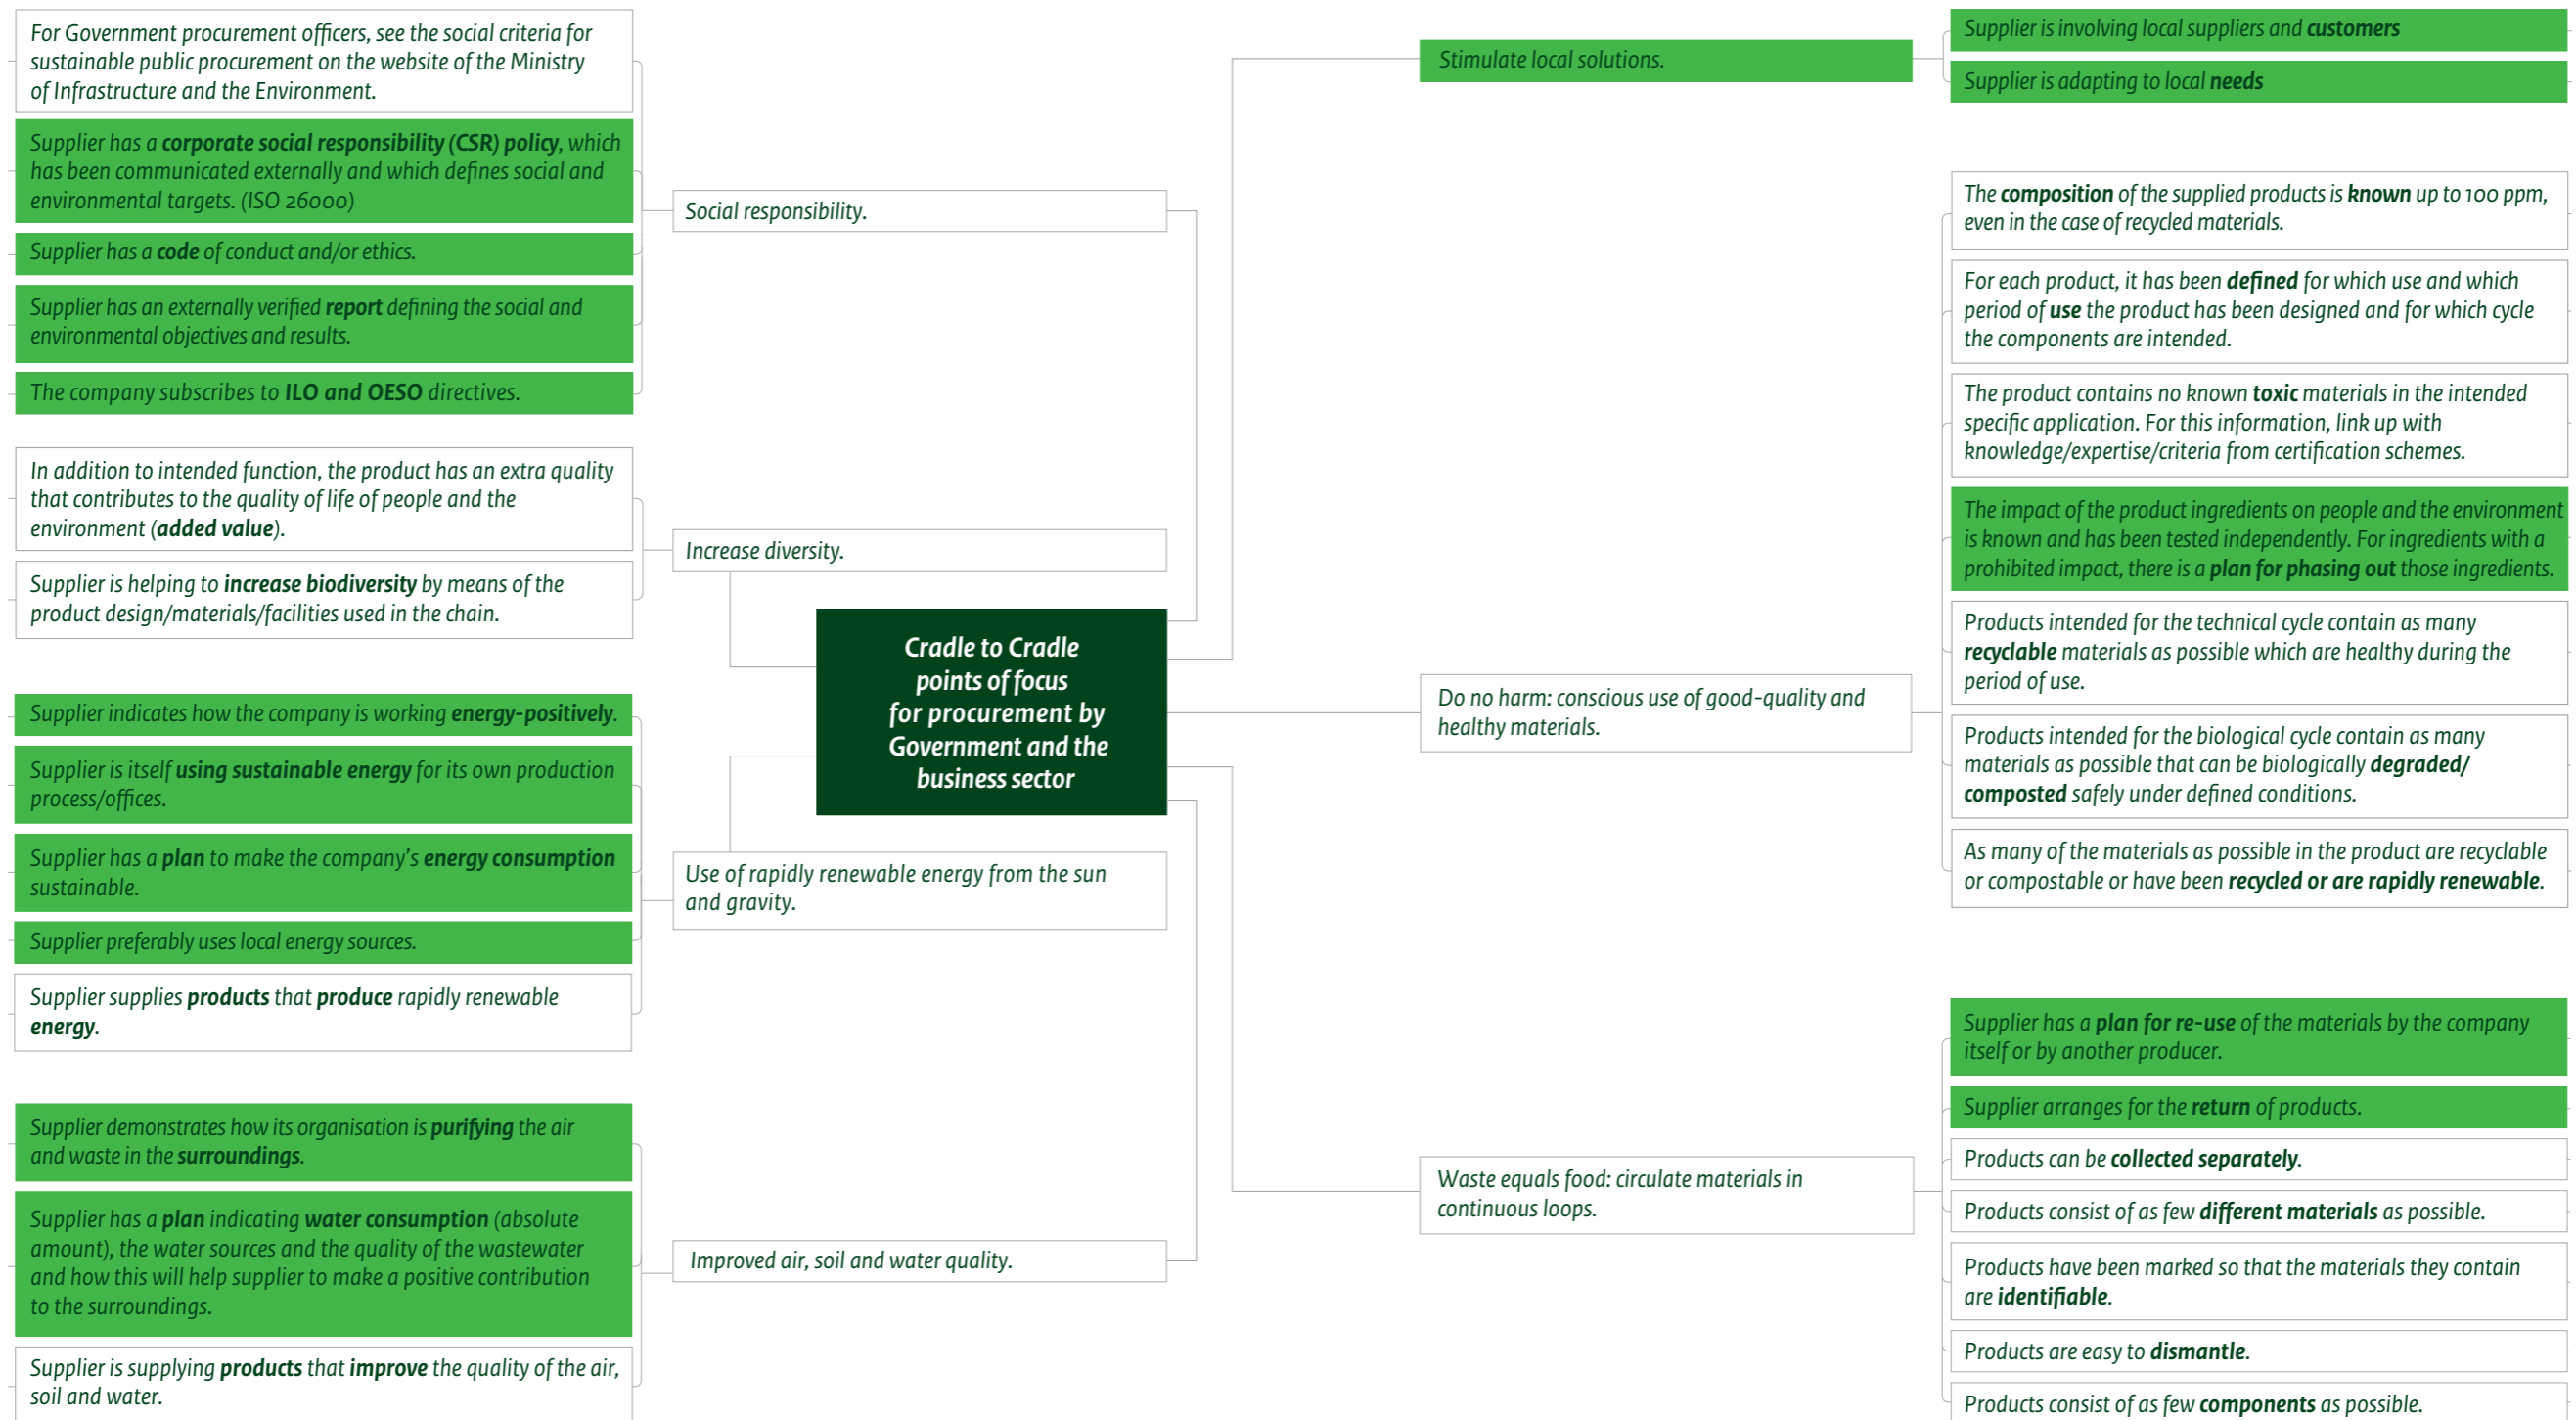 For Government procurement officers, see the social criteria for
sustainable public procurement on the website of the Ministry
of Infrastructure and the Environment.
Supplier has a corporate social responsibility (CSR) policy, which
has been communicated externally and which defines social and
environmental targets. (ISO 26000)
Supplier has a code of conduct and/or ethics.
Supplier has an externally verified report defining the social and
environmental objectives and results.
The company subscribes to ILO and OESO directives.
Social responsibility.
In addition to intended function, the product has an extra quality
that contributes to the quality of life of people and the
environment (added value).
Supplier is helping to increase biodiversity by means of the
product design/materials/facilities used in the chain.
Increase diversity.
Supplier indicates how the company is working energy-positively.
Supplier is itself using sustainable energy for its own production
process/offices.
Supplier has a plan to make the company's energy consumption
sustainable.
Supplier preferably uses local energy sources.
Supplier supplies products that produce rapidly renewable
energy.
Use of rapidly renewable energy from the sun
and gravity.
Supplier demonstrates how its organisation is purifying the air
and waste in the surroundings.
Supplier has a plan indicating water consumption (absolute
amount), the water sources and the quality of the wastewater
and how this will help supplier to make a positive contribution
to the surroundings.
Supplier is supplying products that improve the quality of the air,
soil and water.
Improved air, soil and water quality.
Cradle to Cradle
points of focus
for procurement by
Government and the
business sector
Stimulate local solutions.
Supplier is involving local suppliers and customers
Supplier is adapting to local needs
Do no harm: conscious use of good-quality and
healthy materials.
The composition of the supplied products is known up to 100 ppm,
even in the case of recycled materials.
For each product, it has been defined for which use and which
period of use the product has been designed and for which cycle
the components are intended.
The product contains no known toxic materials in the intended
specific application. For this information, link up with
knowledge/expertise/criteria from certification schemes.
The impact of the product ingredients on people and the environment
is known and has been tested independently. For ingredients with a
prohibited impact, there is a plan for phasing out those ingredients.
Products intended for the technical cycle contain as many
recyclable materials as possible which are healthy during the
period of use.
Products intended for the biological cycle contain as many
materials as possible that can be biologically degraded/
composted safely under defined conditions.
As many of the materials as possible in the product are recyclable
or compostable or have been recycled or are rapidly renewable.
Waste equals food: circulate materials in
continuous loops.
Supplier has a plan for re-use of the materials by the company
itself or by another producer.
Supplier arranges for the return of products.
Products can be collected separately.
Products consist of as few different materials as possible.
Products have been marked so that the materials they contain
are identifiable.
Products are easy to dismantle.
Products consist of as few components as possible.